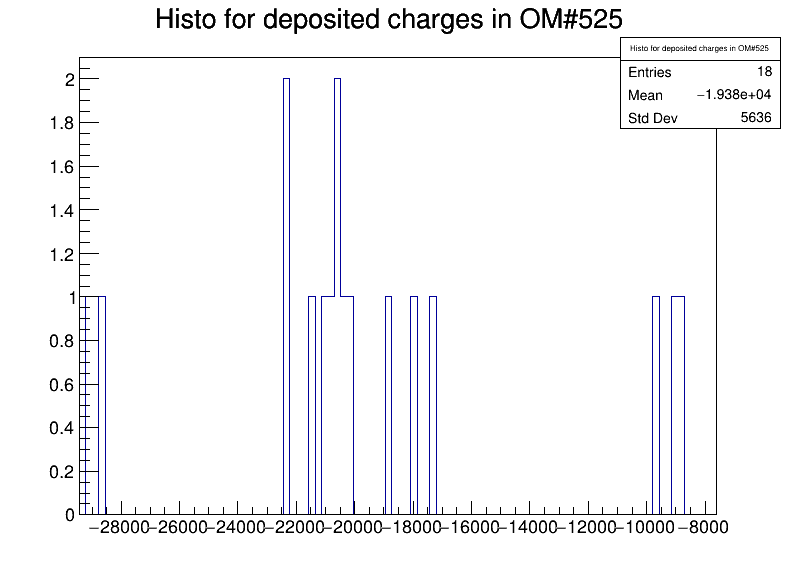 Histo for deposited charges in OM#525
Histo for deposited charges in OM#525
Entries 18
Mean −1.938e+04
Std Dev 5636
2
1.8
1.6
1.4
1.2
1
0.8
0.6
0.4
0.2
0
−28000 −26000 −24000 −22000 −20000 −18000 −16000 −14000 −12000 −10000 −8000